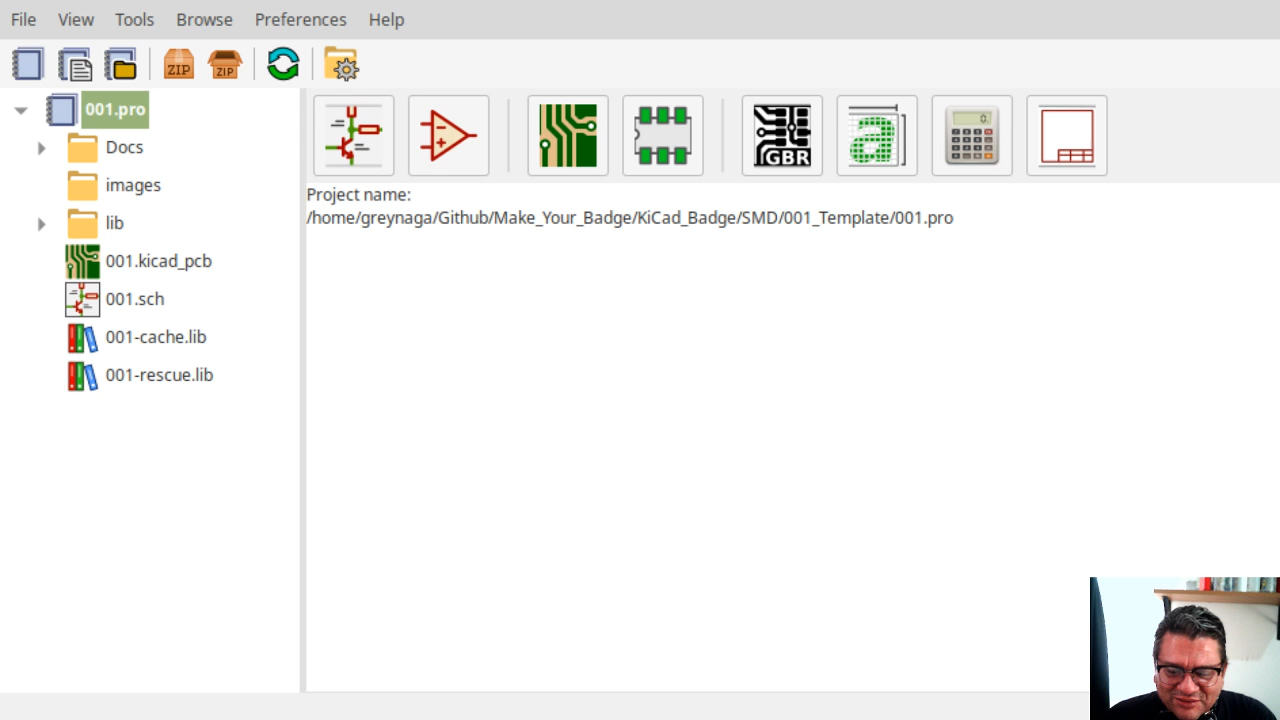 File View Tools Browse Preferences Help
ZIP ZIP
001.pro
Docs
images
lib
001.kicad_pcb
001.sch
001-cache.lib
001-rescue.lib
GBR
a
0.
Project name:
/home/greynaga/Github/Make_Your_Badge/KiCad_Badge/SMD/001_Template/001.pro